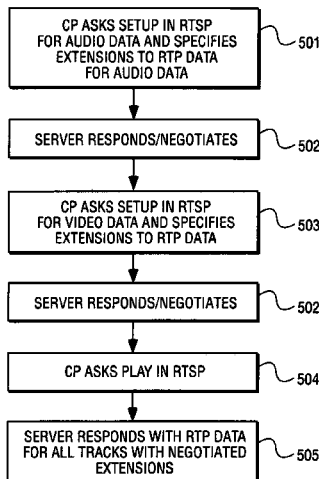 CP ASKS SETUP IN RTSP
FOR AUDIO DATA AND SPECIFIES
EXTENSIONS TO RTP DATA
FOR AUDIO DATA
501
SERVER RESPONDS/NEGOTIATES
502
CP ASKS SETUP IN RTSP
FOR VIDEO DATA AND SPECIFIES
EXTENSIONS TO RTP DATA
503
SERVER RESPONDS/NEGOTIATES
502
CP ASKS PLAY IN RTSP
504
SERVER RESPONDS WITH RTP DATA
FOR ALL TRACKS WITH NEGOTIATED
EXTENSIONS
505